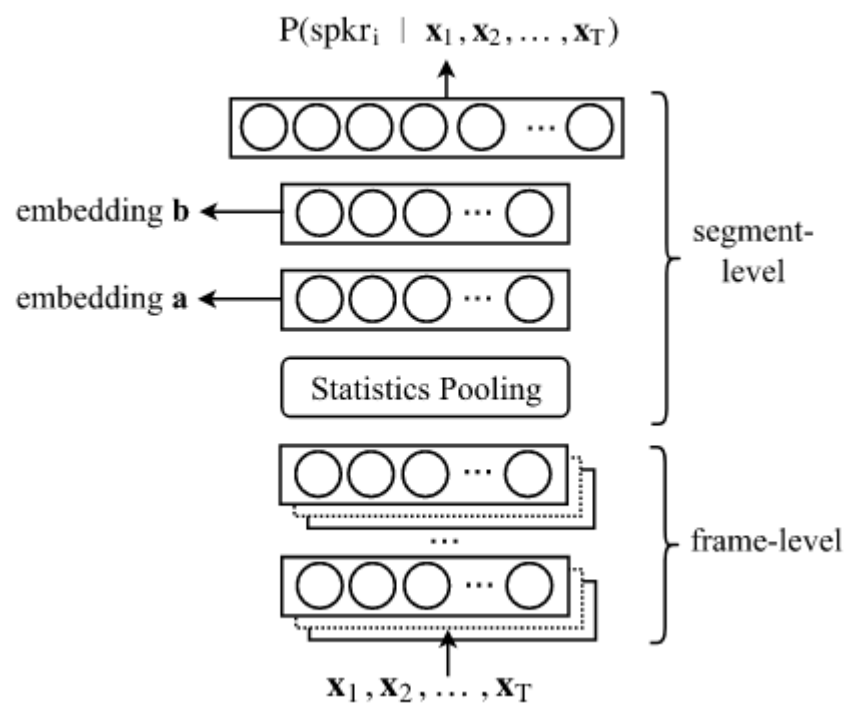 P(spkr_i | x_1, x_2, ..., x_T)
...
embedding b
...
segment-
level
embedding a
...
Statistics Pooling
...
...
frame-level
...
x_1, x_2, ..., x_T